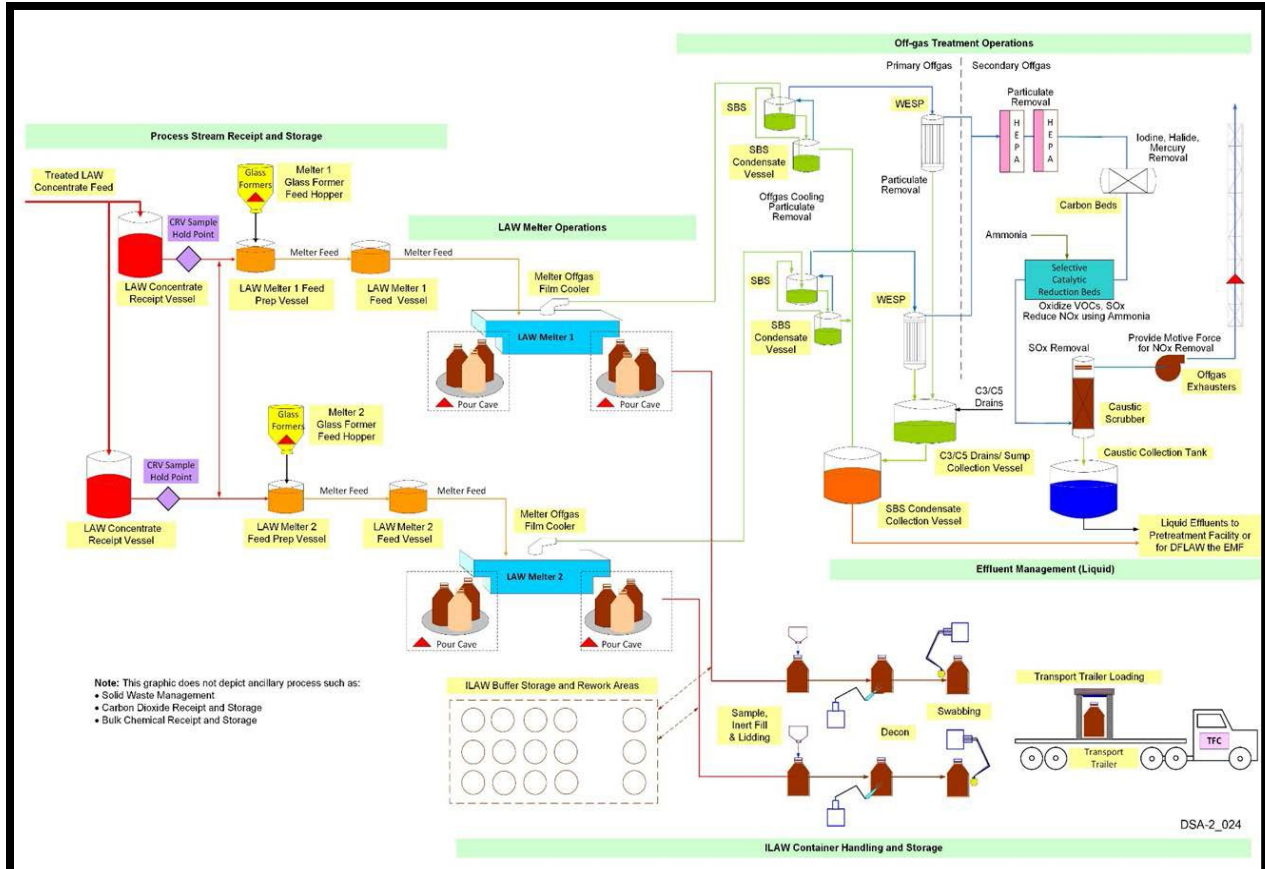 Off-gas Treatment Operations
Primary Offgas
Secondary Offgas
Process Stream Receipt and Storage
Treated LAW
Concentrate Feed
CRV Sample
Hold Point
LAW Concentrate
Receipt Vessel
Glass
Formers
Melter 1
Glass Former
Feed Hopper
Melter Feed
Melter Feed
LAW Melter 1 Feed
Prep Vessel
LAW Melter 1
Feed Vessel
LAW Melter Operations
Melter Offgas
Film Cooler
LAW Melter 1
Pour Cave
Pour Cave
SBS
SBS
Condensate
Vessel
Offgas Cooling
Particulate
Removal
WESP
Particulate
Removal
Particulate
Removal
HEPA
HEPA
Iodine, Halide,
Mercury
Removal
Carbon Beds
Ammonia
Selective
Catalytic
Reduction Beds
Oxidize VOCs, SOx
Reduce NOx using Ammonia
SBS
SBS
Condensate
Vessel
WESP
SOx Removal
Provide Motive Force
for NOx Removal
Offgas
Exhausters
C3/C5
Drains
Caustic
Scrubber
C3/C5 Drains/ Sump
Collection Vessel
Caustic Collection Tank
SBS Condensate
Collection Vessel
Liquid Effluents to
Pretreatment Facility or
for DFLAW the EMF
Effluent Management (Liquid)
Glass
Formers
Melter 2
Glass Former
Feed Hopper
CRV Sample
Hold Point
LAW Concentrate
Receipt Vessel
Melter Feed
Melter Feed
LAW Melter 2
Feed Prep Vessel
LAW Melter 2
Feed Vessel
Melter Offgas
Film Cooler
LAW Melter 2
Pour Cave
Pour Cave
Note: This graphic does not depict ancillary process such as:
• Solid Waste Management
• Carbon Dioxide Receipt and Storage
• Bulk Chemical Receipt and Storage
ILAW Buffer Storage and Rework Areas
Sample,
Inert Fill
& Lidding
Decon
Swabbing
Transport Trailer Loading
TFC
Transport
Trailer
DSA-2_024
ILAW Container Handling and Storage